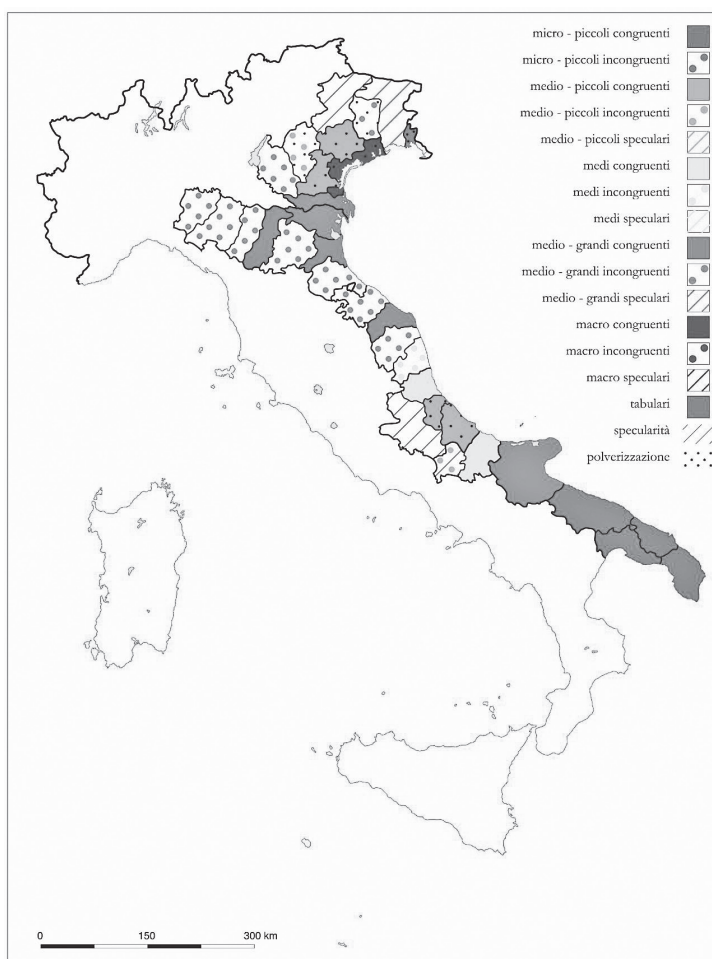 micro - piccoli congruenti
micro - piccoli incongruenti
medio - piccoli congruenti
medio - piccoli incongruenti
medio - piccoli speculari
medi congruenti
medi incongruenti
medi speculari
medio - grandi congruenti
medio - grandi incongruenti
medio - grandi speculari
macro congruenti
macro incongruenti
macro speculari
tabulari
specularità
polverizzazione
0 150 300 km